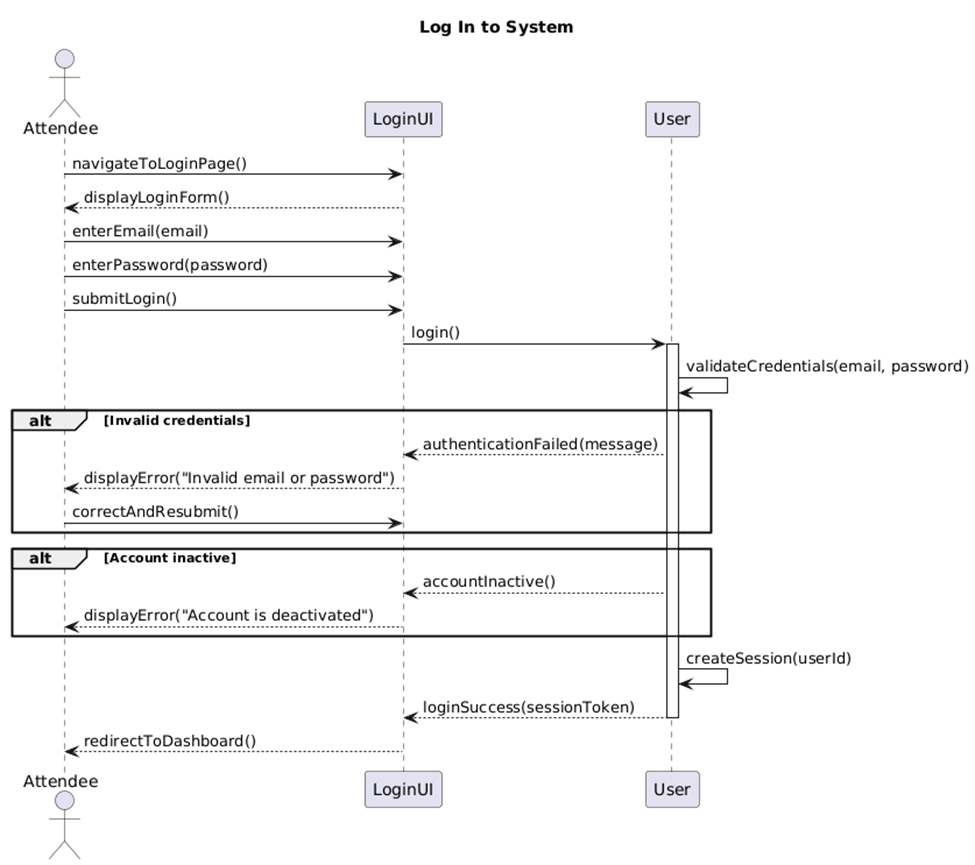 Log In to System
Attendee
LoginUI
User
navigateToLoginPage()
displayLoginForm()
enterEmail(email)
enterPassword(password)
submitLogin()
login()
validateCredentials(email, password)
alt
[Invalid credentials]
authenticationFailed(message)
displayError("Invalid email or password")
correctAndResubmit()
alt
[Account inactive]
accountInactive()
displayError("Account is deactivated")
createSession(userId)
loginSuccess(sessionToken)
redirectToDashboard()
Attendee
LoginUI
User